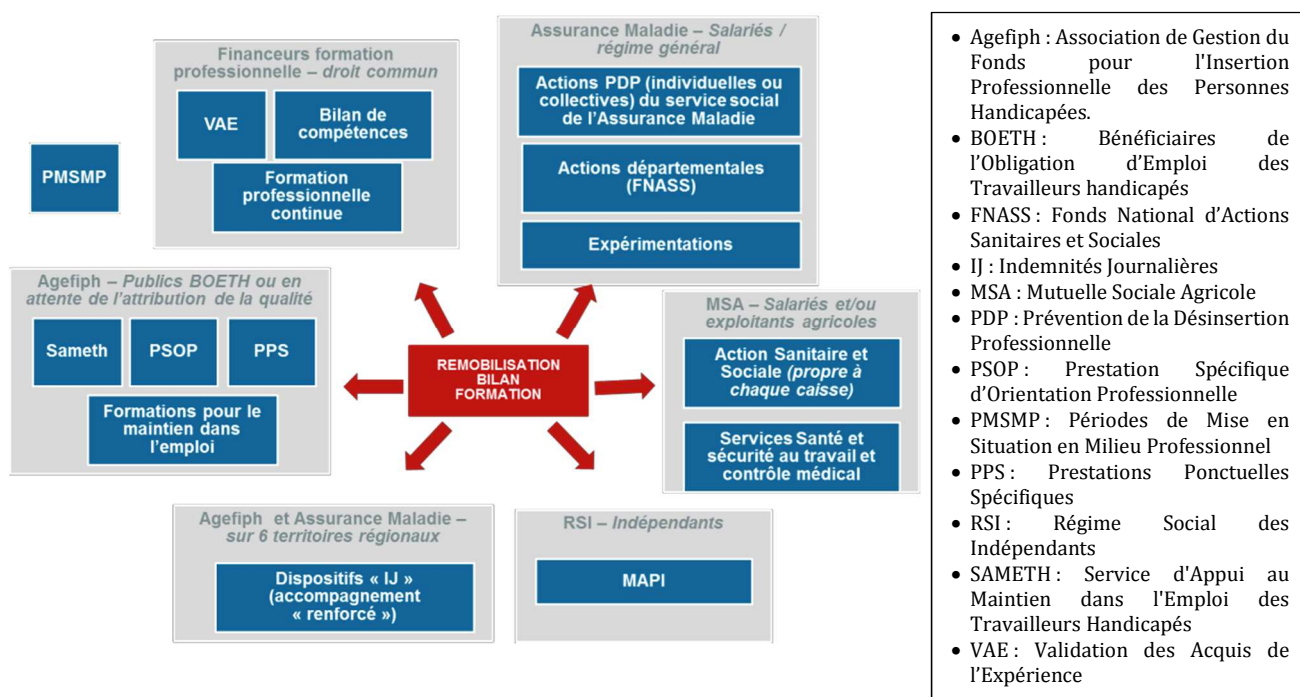 Financeurs formation
professionnelle – droit commun
VAE
Bilan de
compétences
Formation
professionnelle
continue
PMSMP
Assurance Maladie – Salariés /
régime général
Actions PDP (individuelles ou
collectives) du service social
de l’Assurance Maladie
Actions départementales
(FNASS)
Expérimentations
Agefiph – Publics BOETH ou en
attente de l’attribution de la qualité
Sameth
PSOP
PPS
Formations pour le
maintien dans
l’emploi
REMOBILISATION
BILAN
FORMATION
MSA – Salariés et/ou
exploitants agricoles
Action Sanitaire et
Sociale (propre à
chaque caisse)
Services Santé et
sécurité au travail et
contrôle médical
Agefiph et Assurance Maladie –
sur 6 territoires régionaux
Dispositifs « IJ »
(accompagnement
« renforcé »)
RSI – Indépendants
MAPI
• Agefiph : Association de Gestion du
Fonds pour l'Insertion
Professionnelle des Personnes
Handicapées.
• BOETH : Bénéficiaires de
l’Obligation d’Emploi des
Travailleurs handicapés
• FNASS : Fonds National d’Actions
Sanitaires et Sociales
• IJ : Indemnités Journalières
• MSA : Mutuelle Sociale Agricole
• PDP : Prévention de la Désinsertion
Professionnelle
• PSOP : Prestation Spécifique
d’Orientation Professionnelle
• PMSMP : Périodes de Mise en
Situation en Milieu Professionnel
• PPS : Prestations Ponctuelles
Spécifiques
• RSI : Régime Social des
Indépendants
• SAMETH : Service d'Appui au
Maintien dans l'Emploi des
Travailleurs Handicapés
• VAE : Validation des Acquis de
l’Expérience